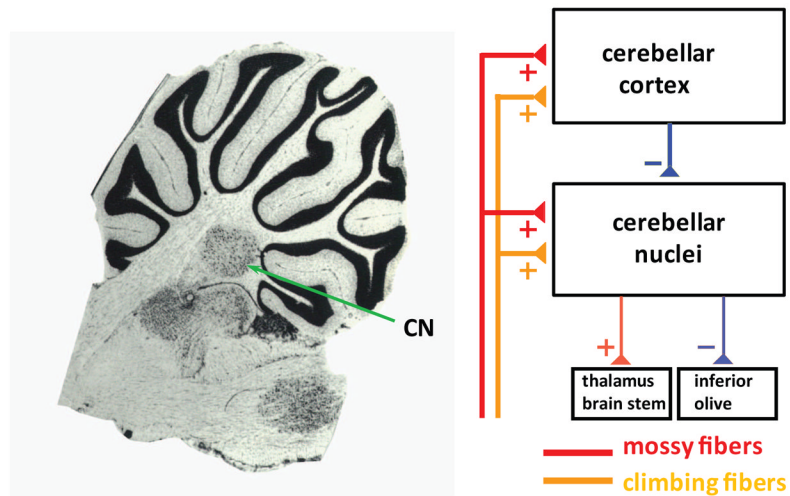 CN
cerebellar
cortex
+
+
−
cerebellar
nuclei
+
+
+
−
thalamus
brain stem
inferior
olive
mossy fibers
climbing fibers